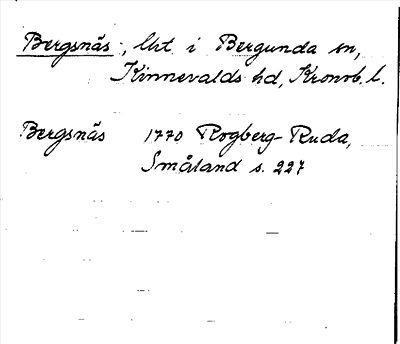 Bergsnäs, lht i Bergunda sn,
Kinnevalds hd, Kronob. l.
Bergsnäs 1770 Rogberg-Ruda,
Småland s. 227